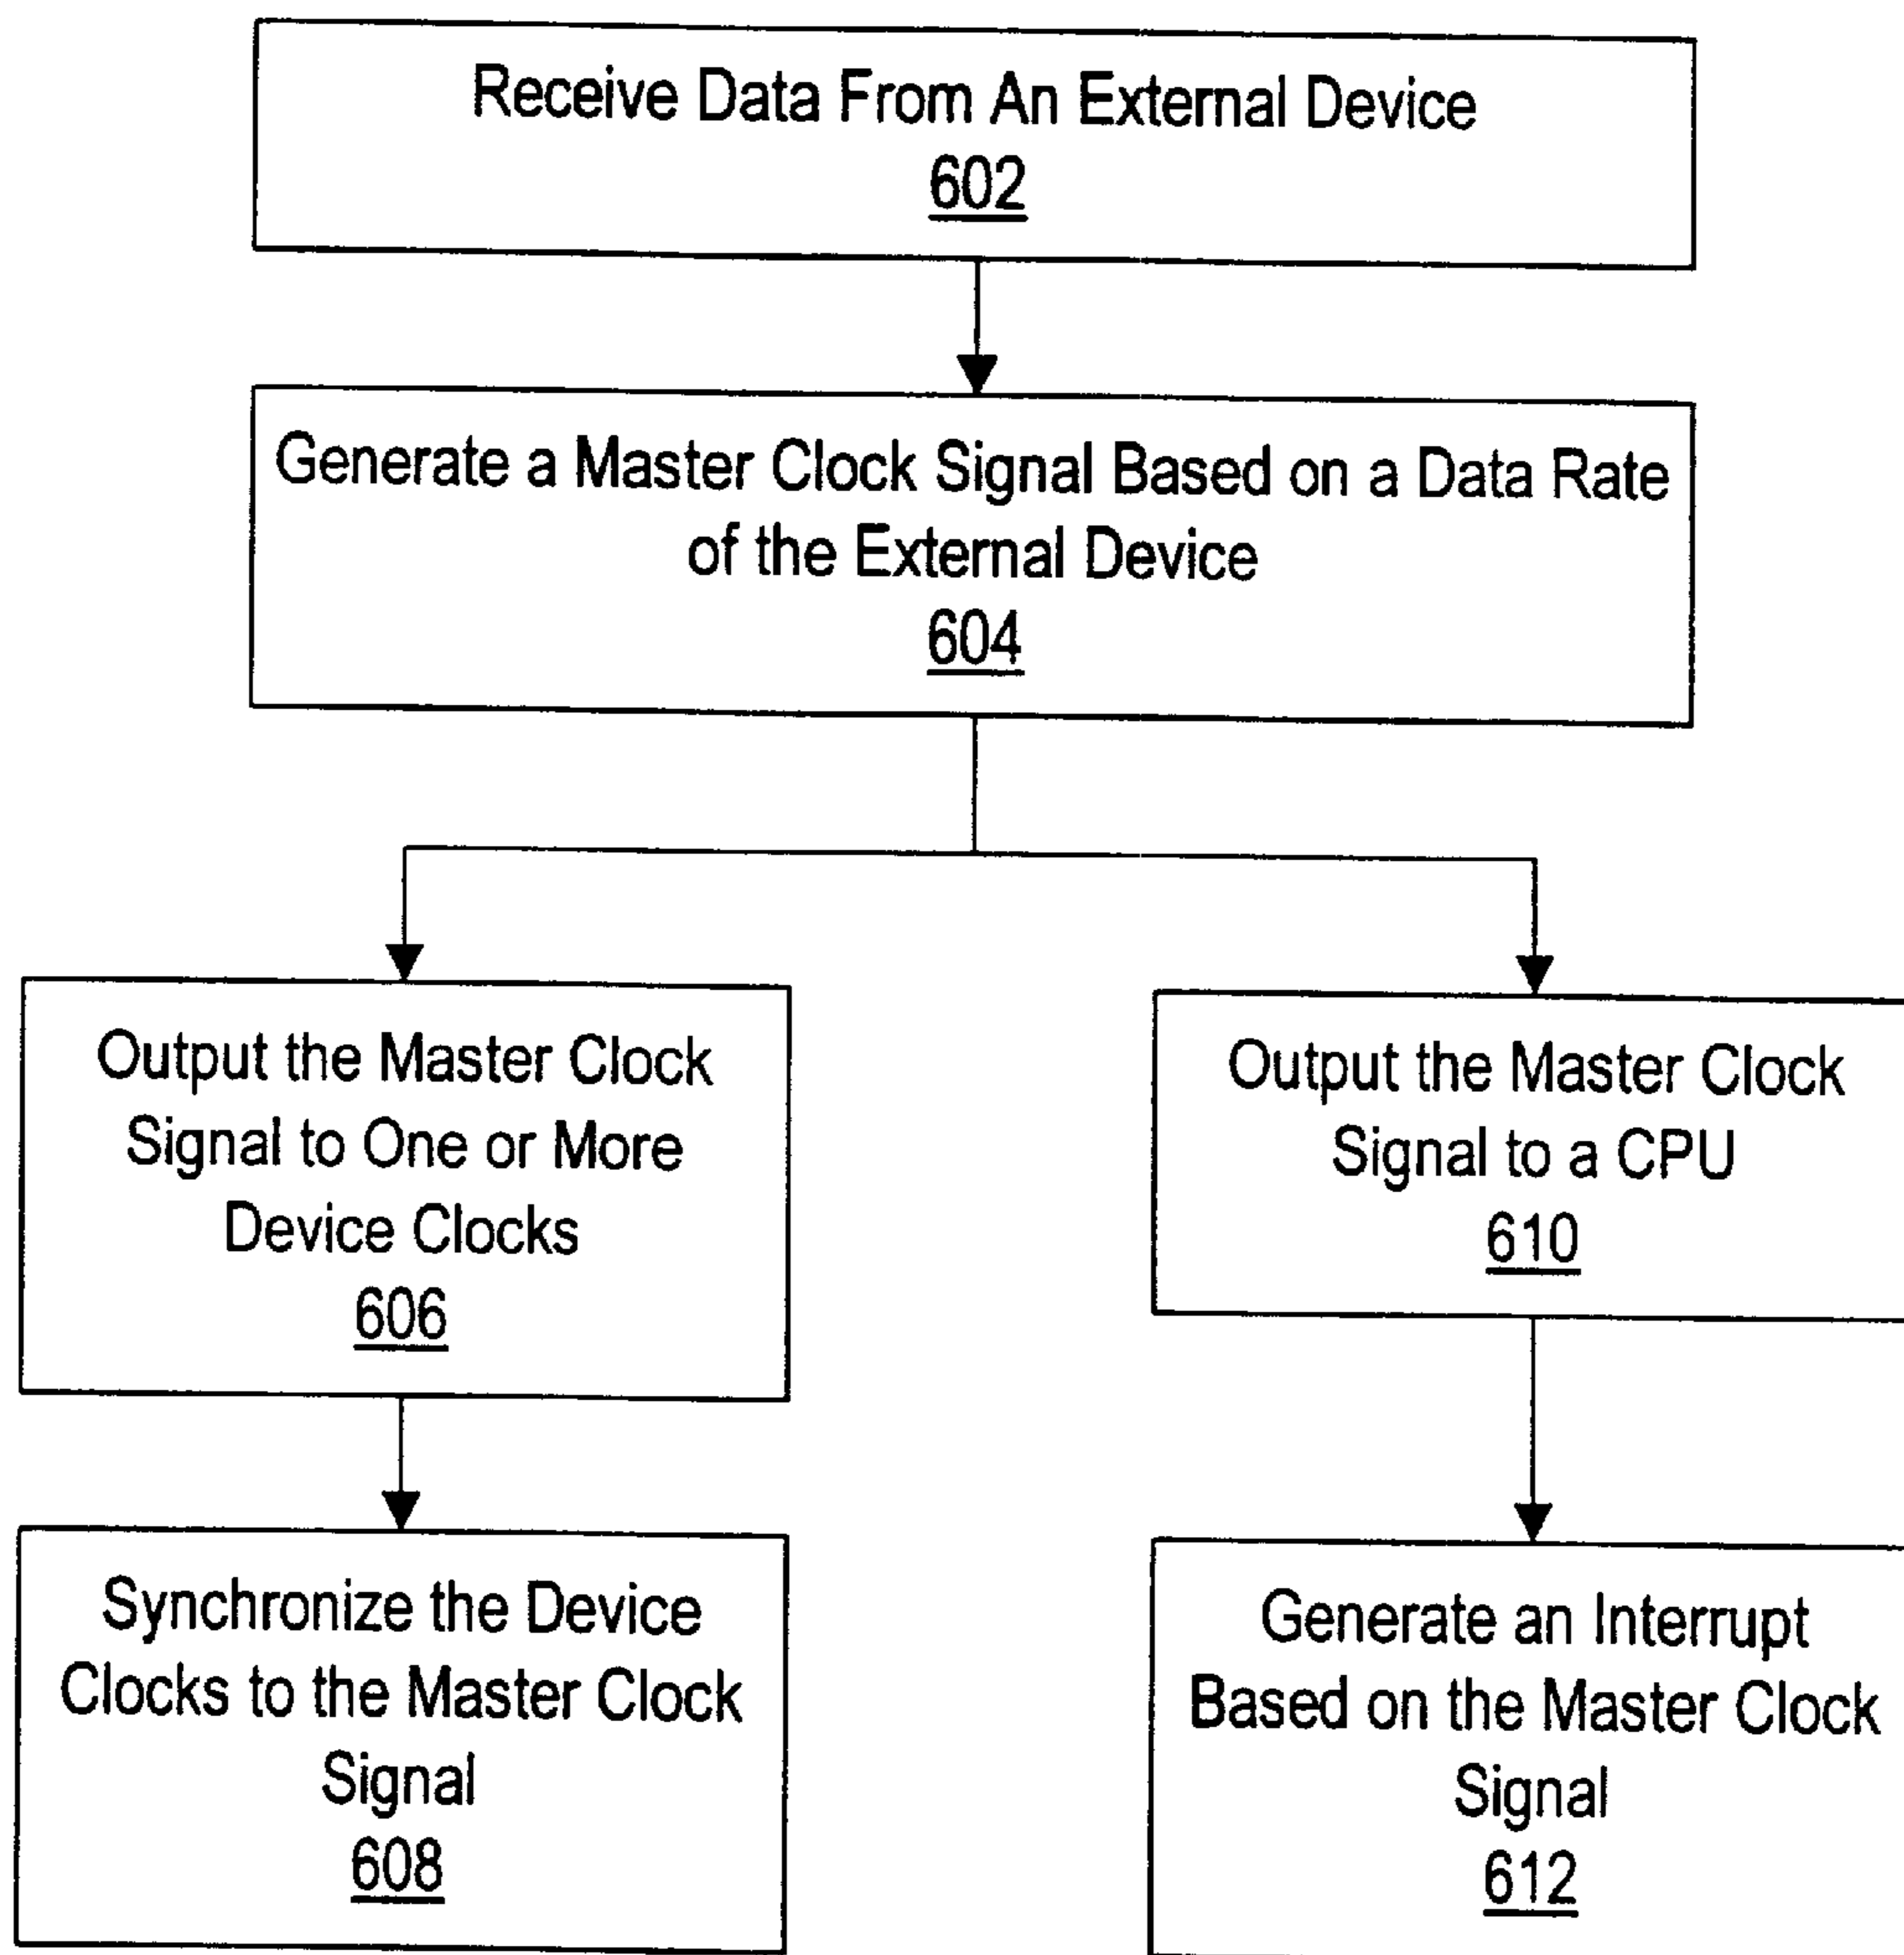 Receive Data From An External Device
602
Generate a Master Clock Signal Based on a Data Rate
of the External Device
604
Output the Master Clock
Signal to One or More
Device Clocks
606
Output the Master Clock
Signal to a CPU
610
Synchronize the Device
Clocks to the Master Clock
Signal
608
Generate an Interrupt
Based on the Master Clock
Signal
612